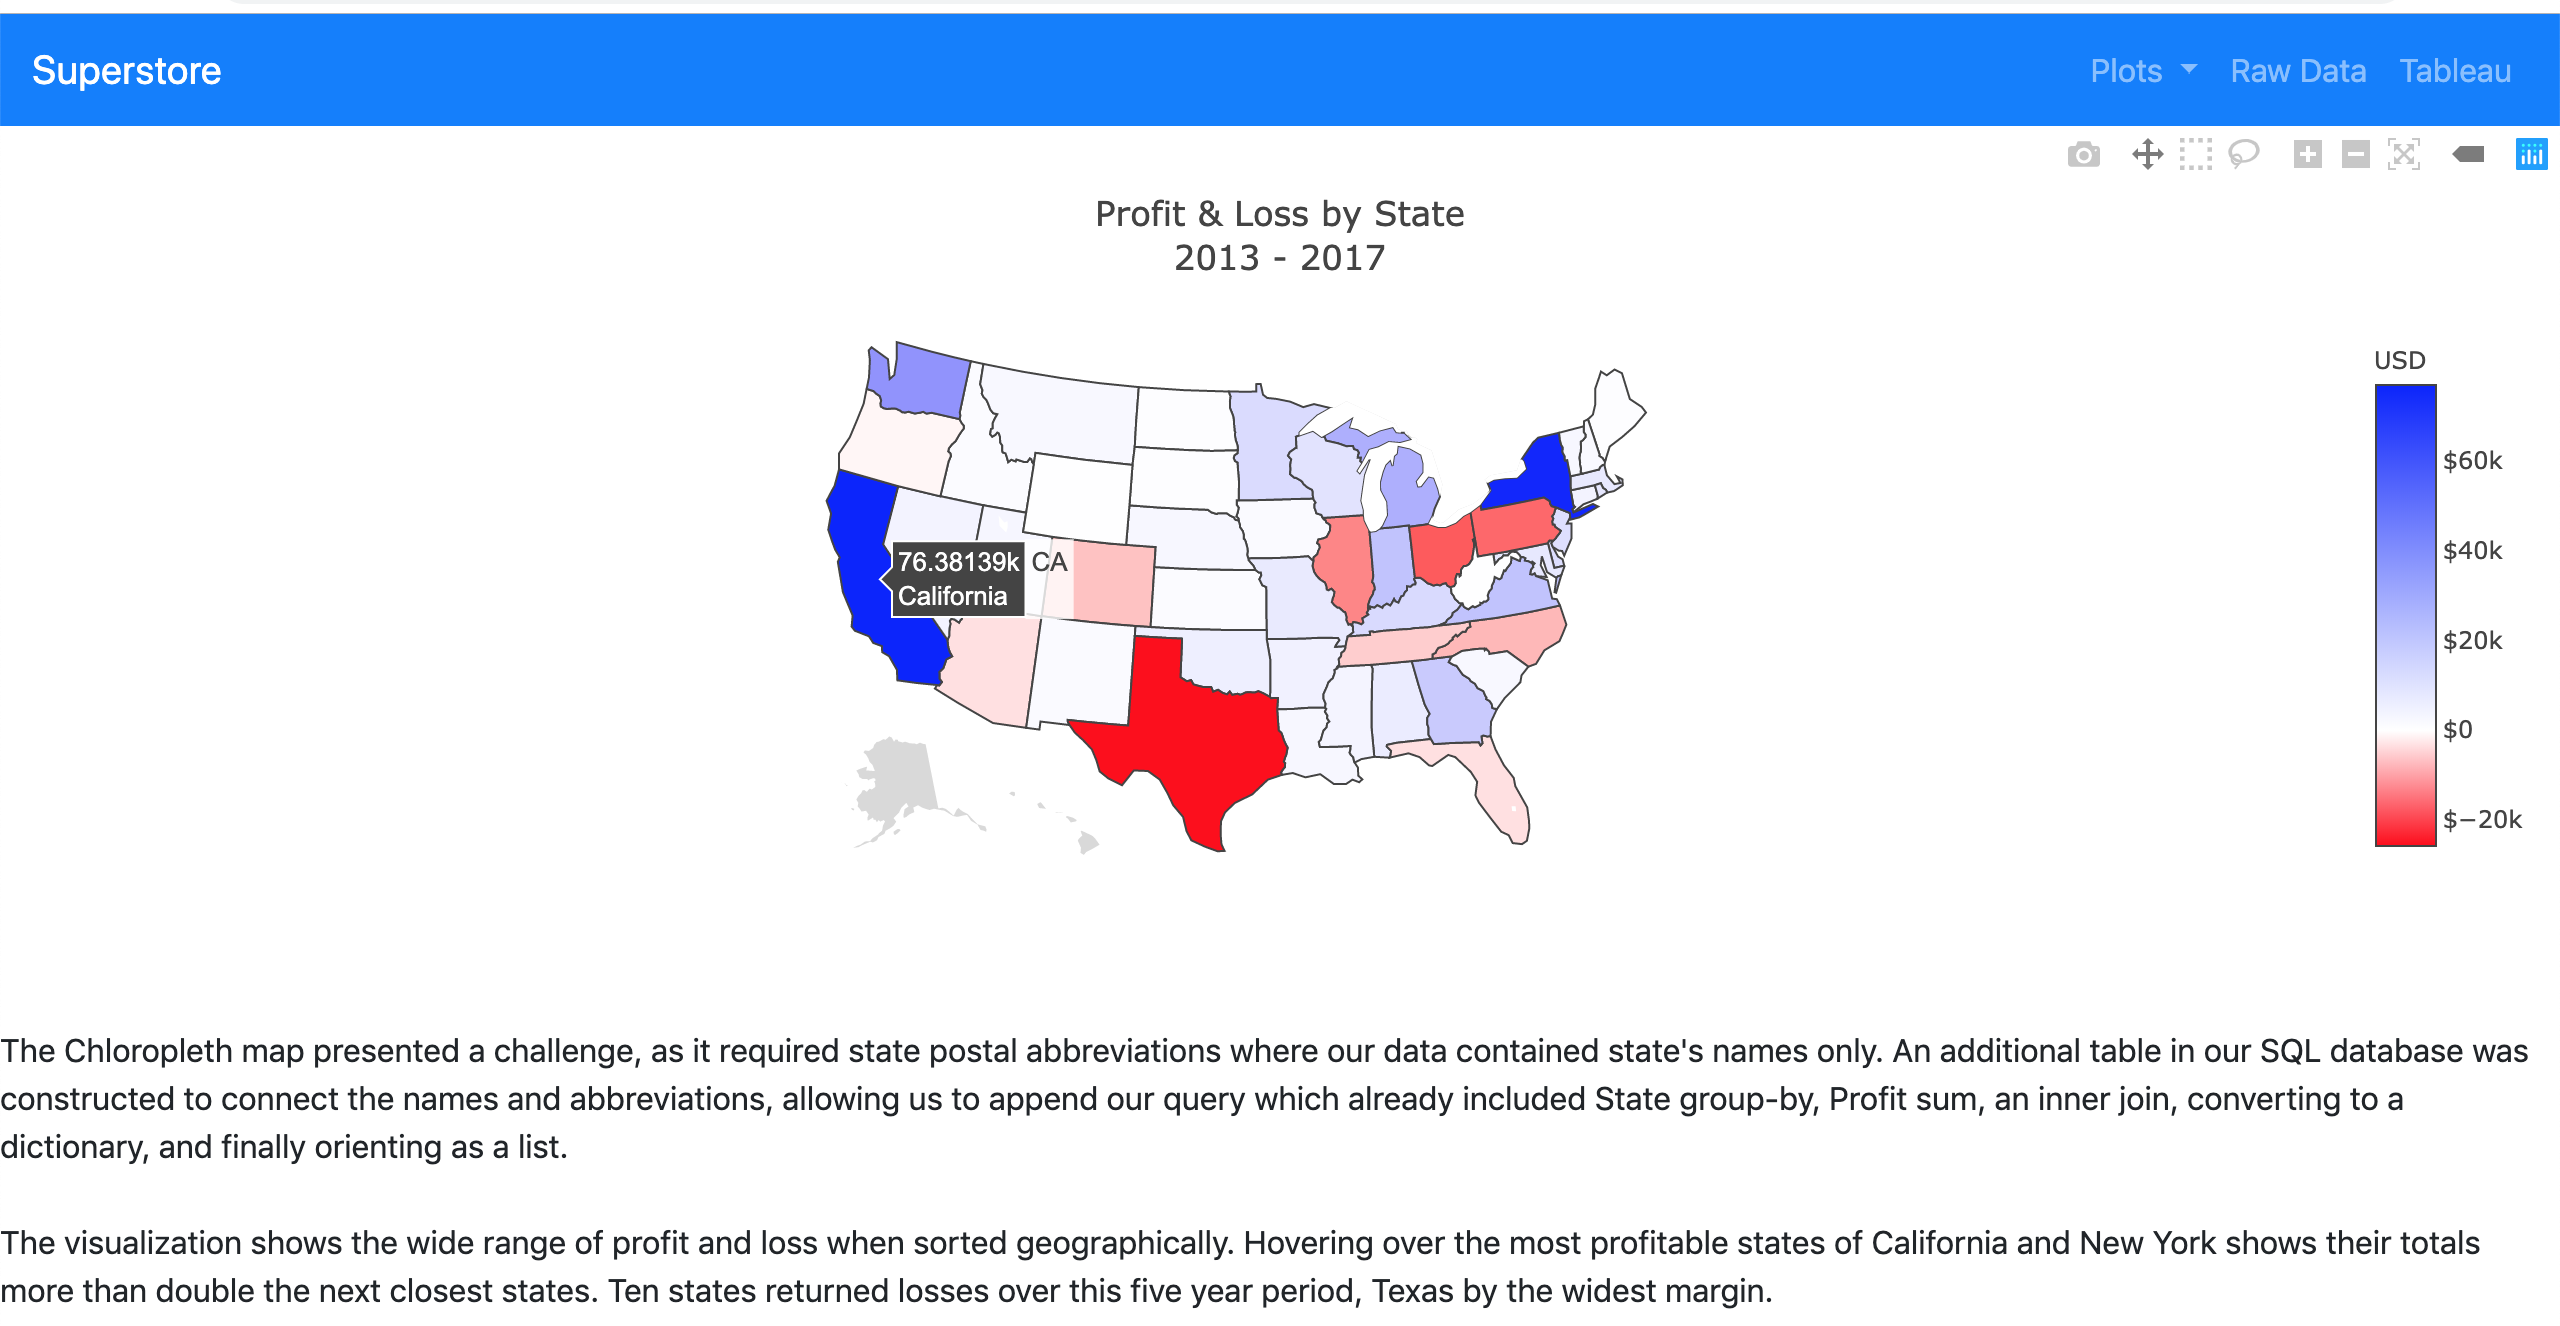 Superstore
Plots Raw Data Tableau
Profit & Loss by State
2013 - 2017
USD
$60k
$40k
$20k
$0
$−20k
76.38139k CA
California
The Chloropleth map presented a challenge, as it required state postal abbreviations where our data contained state's names only. An additional table in our SQL database was
constructed to connect the names and abbreviations, allowing us to append our query which already included State group-by, Profit sum, an inner join, converting to a
dictionary, and finally orienting as a list.
The visualization shows the wide range of profit and loss when sorted geographically. Hovering over the most profitable states of California and New York shows their totals
more than double the next closest states. Ten states returned losses over this five year period, Texas by the widest margin.